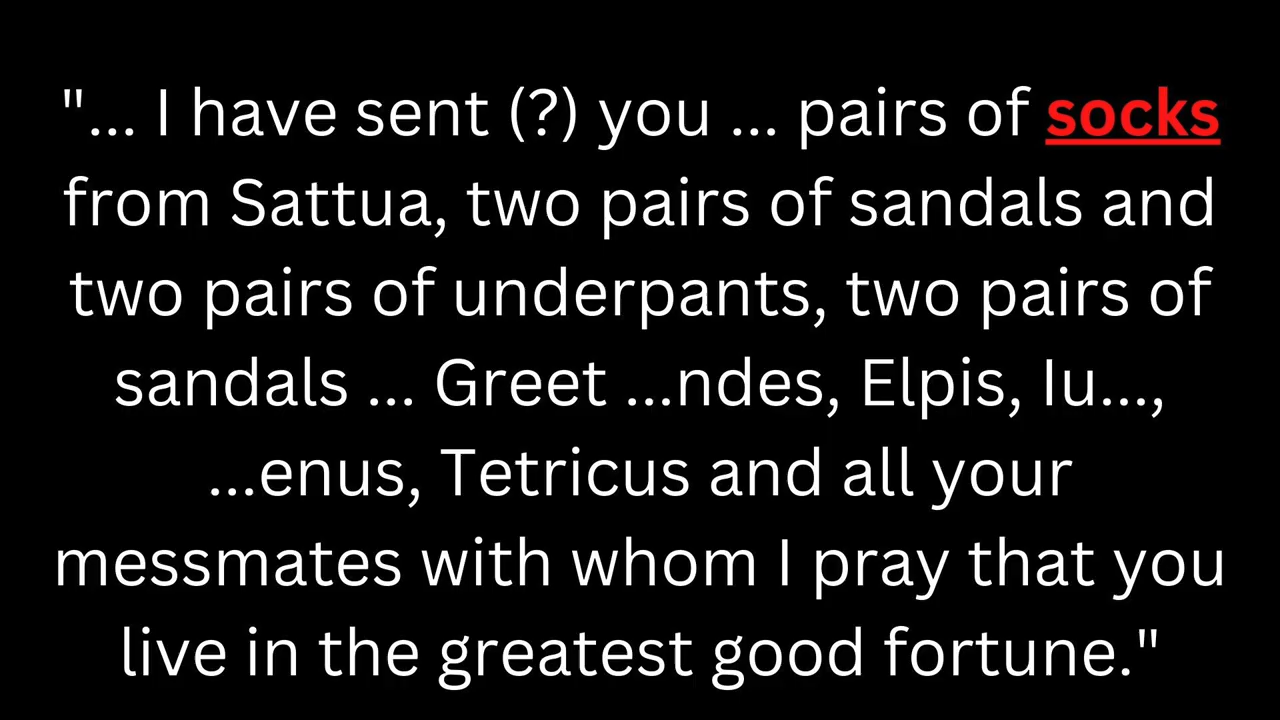 "... I have sent (?) you ... pairs of socks
from Sattua, two pairs of sandals and
two pairs of underpants, two pairs of
sandals ... Greet ...ndes, Elpis, Iu...,
...enus, Tetricus and all your
messmates with whom I pray that you
live in the greatest good fortune."